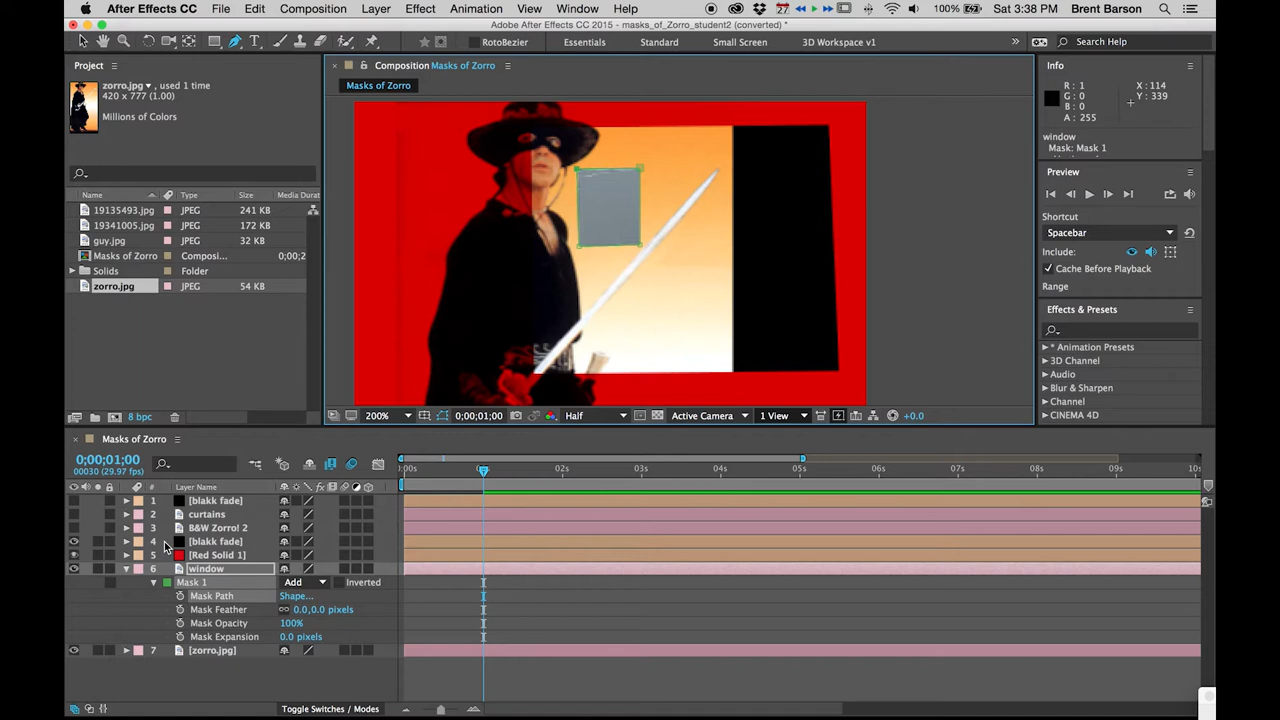 After Effects CC File Edit Composition Layer Effect Animation View Window Help 27 100% Sat 3:38 PM Brent Barson
Adobe After Effects CC 2015 - masks_of_Zorro_student2 (converted) *
RotoBezier Essentials Standard Small Screen 3D Workspace v1 » Search Help
Project
Composition Masks of Zorro
Info
zorro.jpg , used 1 time
420 x 777 (1.00)
Millions of Colors
Masks of Zorro
R : 1
G : 0
B : 0
A : 255
X : 114
Y : 339
window
Mask: Mask 1
Preview
Name Type Size Media Durat
19135493.jpg JPEG 241 KB
19341005.jpg JPEG 172 KB
guy.jpg JPEG 32 KB
Masks of Zorro Composi... 0;00;2
Solids Folder
zorro.jpg JPEG 54 KB
Shortcut
Spacebar
Include:
Cache Before Playback
Range
Effects & Presets
* Animation Presets
3D Channel
Audio
Blur & Sharpen
Channel
CINEMA 4D
8 bpc
200% 0;00;01;00 Half Active Camera 1 View +0.0
Masks of Zorro
0;00;01;00
00030 (29.97 fps)
:00s 02s 03s 04s 05s 06s 07s 08s 09s 10s
# Layer Name
1 [blakk fade]
2 curtains
3 B&W Zorro! 2
4 [blakk fade]
5 [Red Solid 1]
6 window
Mask 1 Add Inverted
Mask Path Shape...
Mask Feather 0.0,0.0 pixels
Mask Opacity 100%
Mask Expansion 0.0 pixels
7 [zorro.jpg]
Toggle Switches / Modes